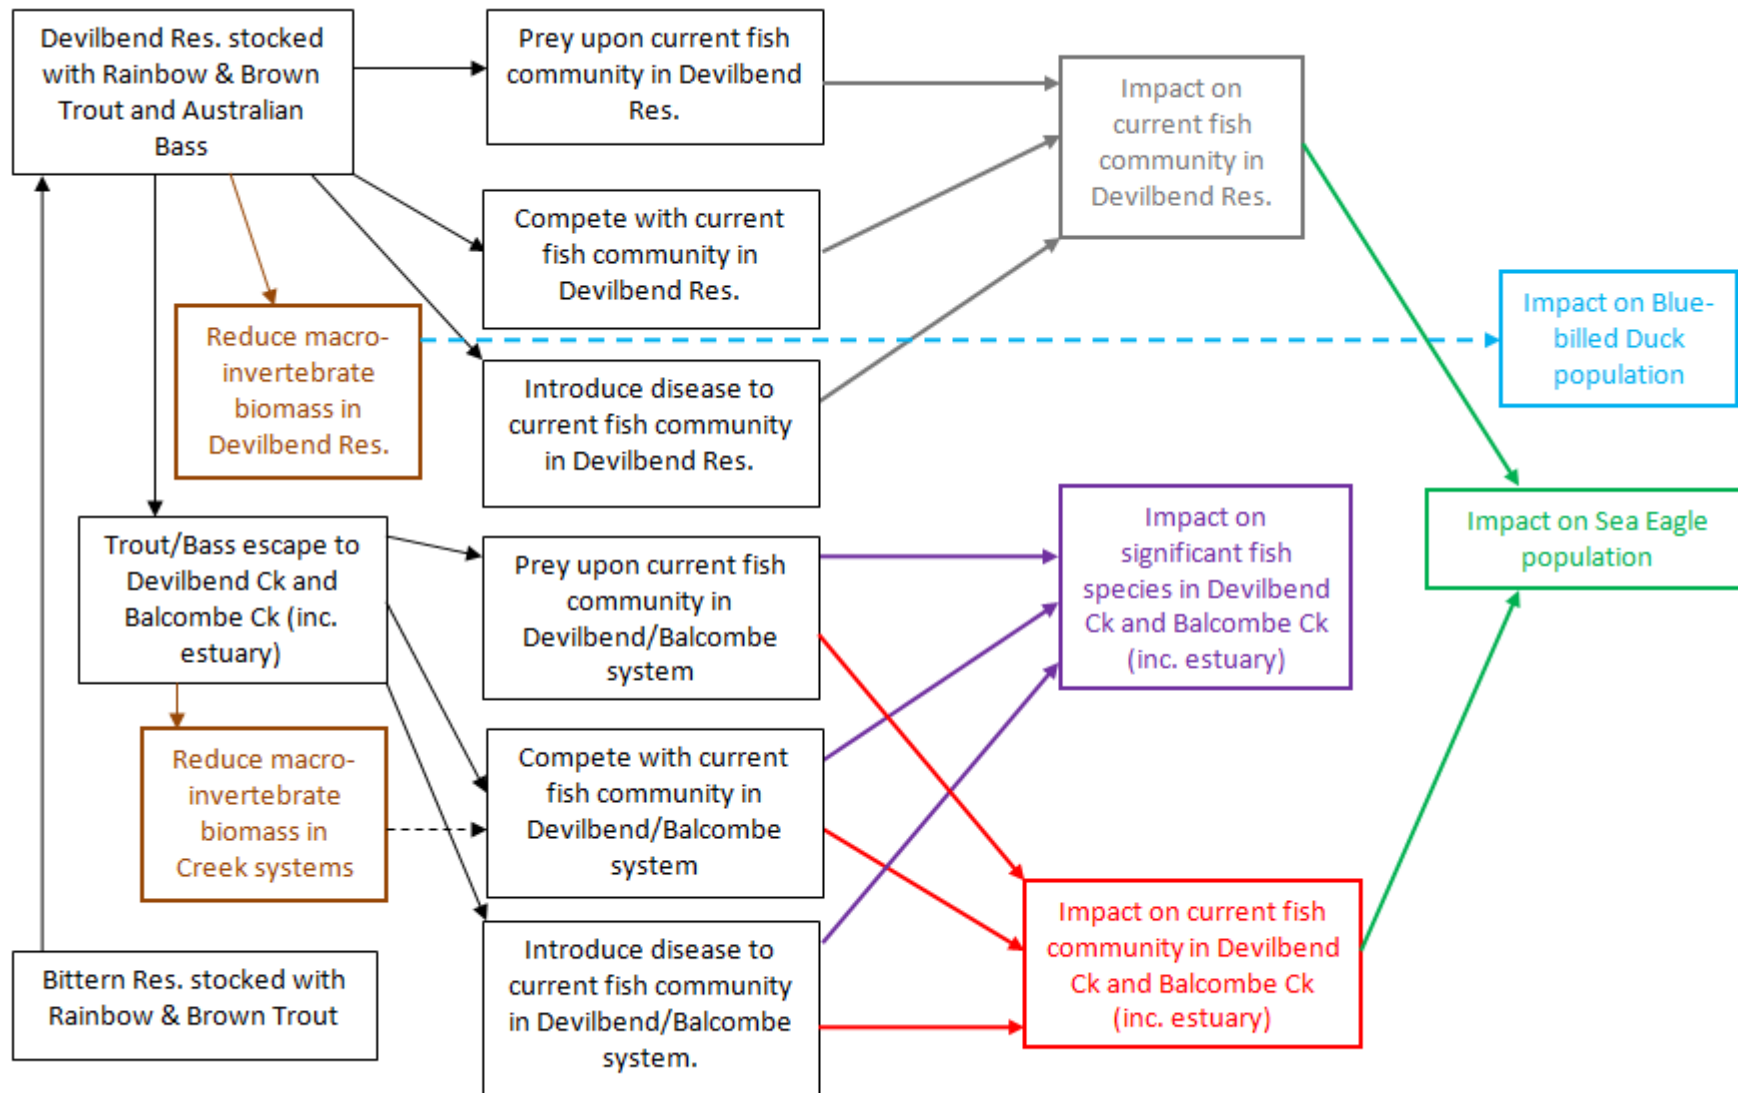 Devilbend Res. stocked
with Rainbow & Brown
Trout and Australian
Bass
Prey upon current fish
community in Devilbend
Res.
Impact on
current fish
community in
Devilbend Res.
Compete with current
fish community in
Devilbend Res.
Reduce macro-
invertebrate
biomass in
Devilbend Res.
Impact on Blue-
billed Duck
population
Introduce disease to
current fish community
in Devilbend Res.
Trout/Bass escape to
Devilbend Ck and
Balcombe Ck (inc.
estuary)
Prey upon current fish
community in
Devilbend/Balcombe
system
Impact on
significant fish
species in Devilbend
Ck and Balcombe Ck
(inc. estuary)
Impact on Sea Eagle
population
Reduce macro-
invertebrate
biomass in
Creek systems
Compete with current
fish community in
Devilbend/Balcombe
system
Bittern Res. stocked with
Rainbow & Brown Trout
Introduce disease to
current fish community
in Devilbend/Balcombe
system.
Impact on current fish
community in Devilbend
Ck and Balcombe Ck
(inc. estuary)